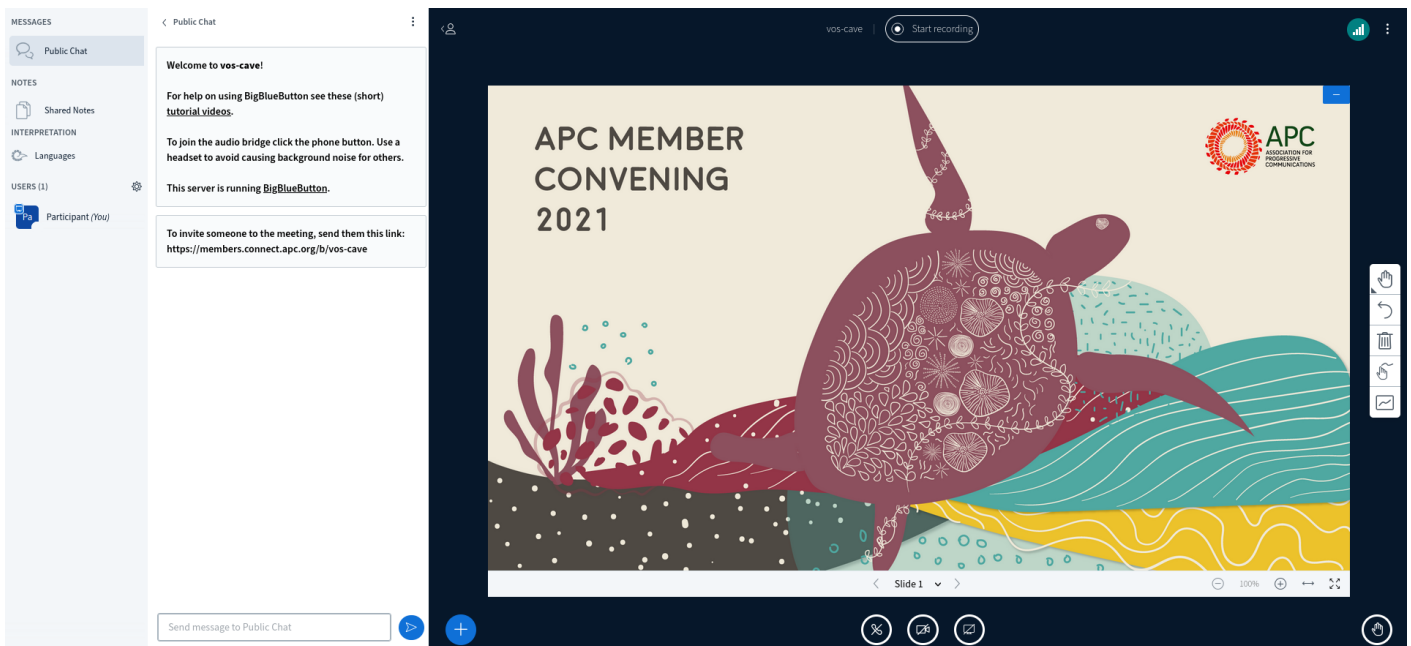 MESSAGES
Public Chat
NOTES
Shared Notes
INTERPRETATION
Languages
USERS (1)
Pa
Participant (You)
Public Chat
Welcome to vos-cave!
For help on using BigBlueButton see these (short)
tutorial videos.
To join the audio bridge click the phone button. Use a
headset to avoid causing background noise for others.
This server is running BigBlueButton.
To invite someone to the meeting, send them this link:
https://members.connect.apc.org/b/vos-cave
Send message to Public Chat
vos-cave
Start recording
APC MEMBER
CONVENING
2021
APC
ASSOCIATION FOR
PROGRESSIVE
COMMUNICATIONS
Slide 1
100%